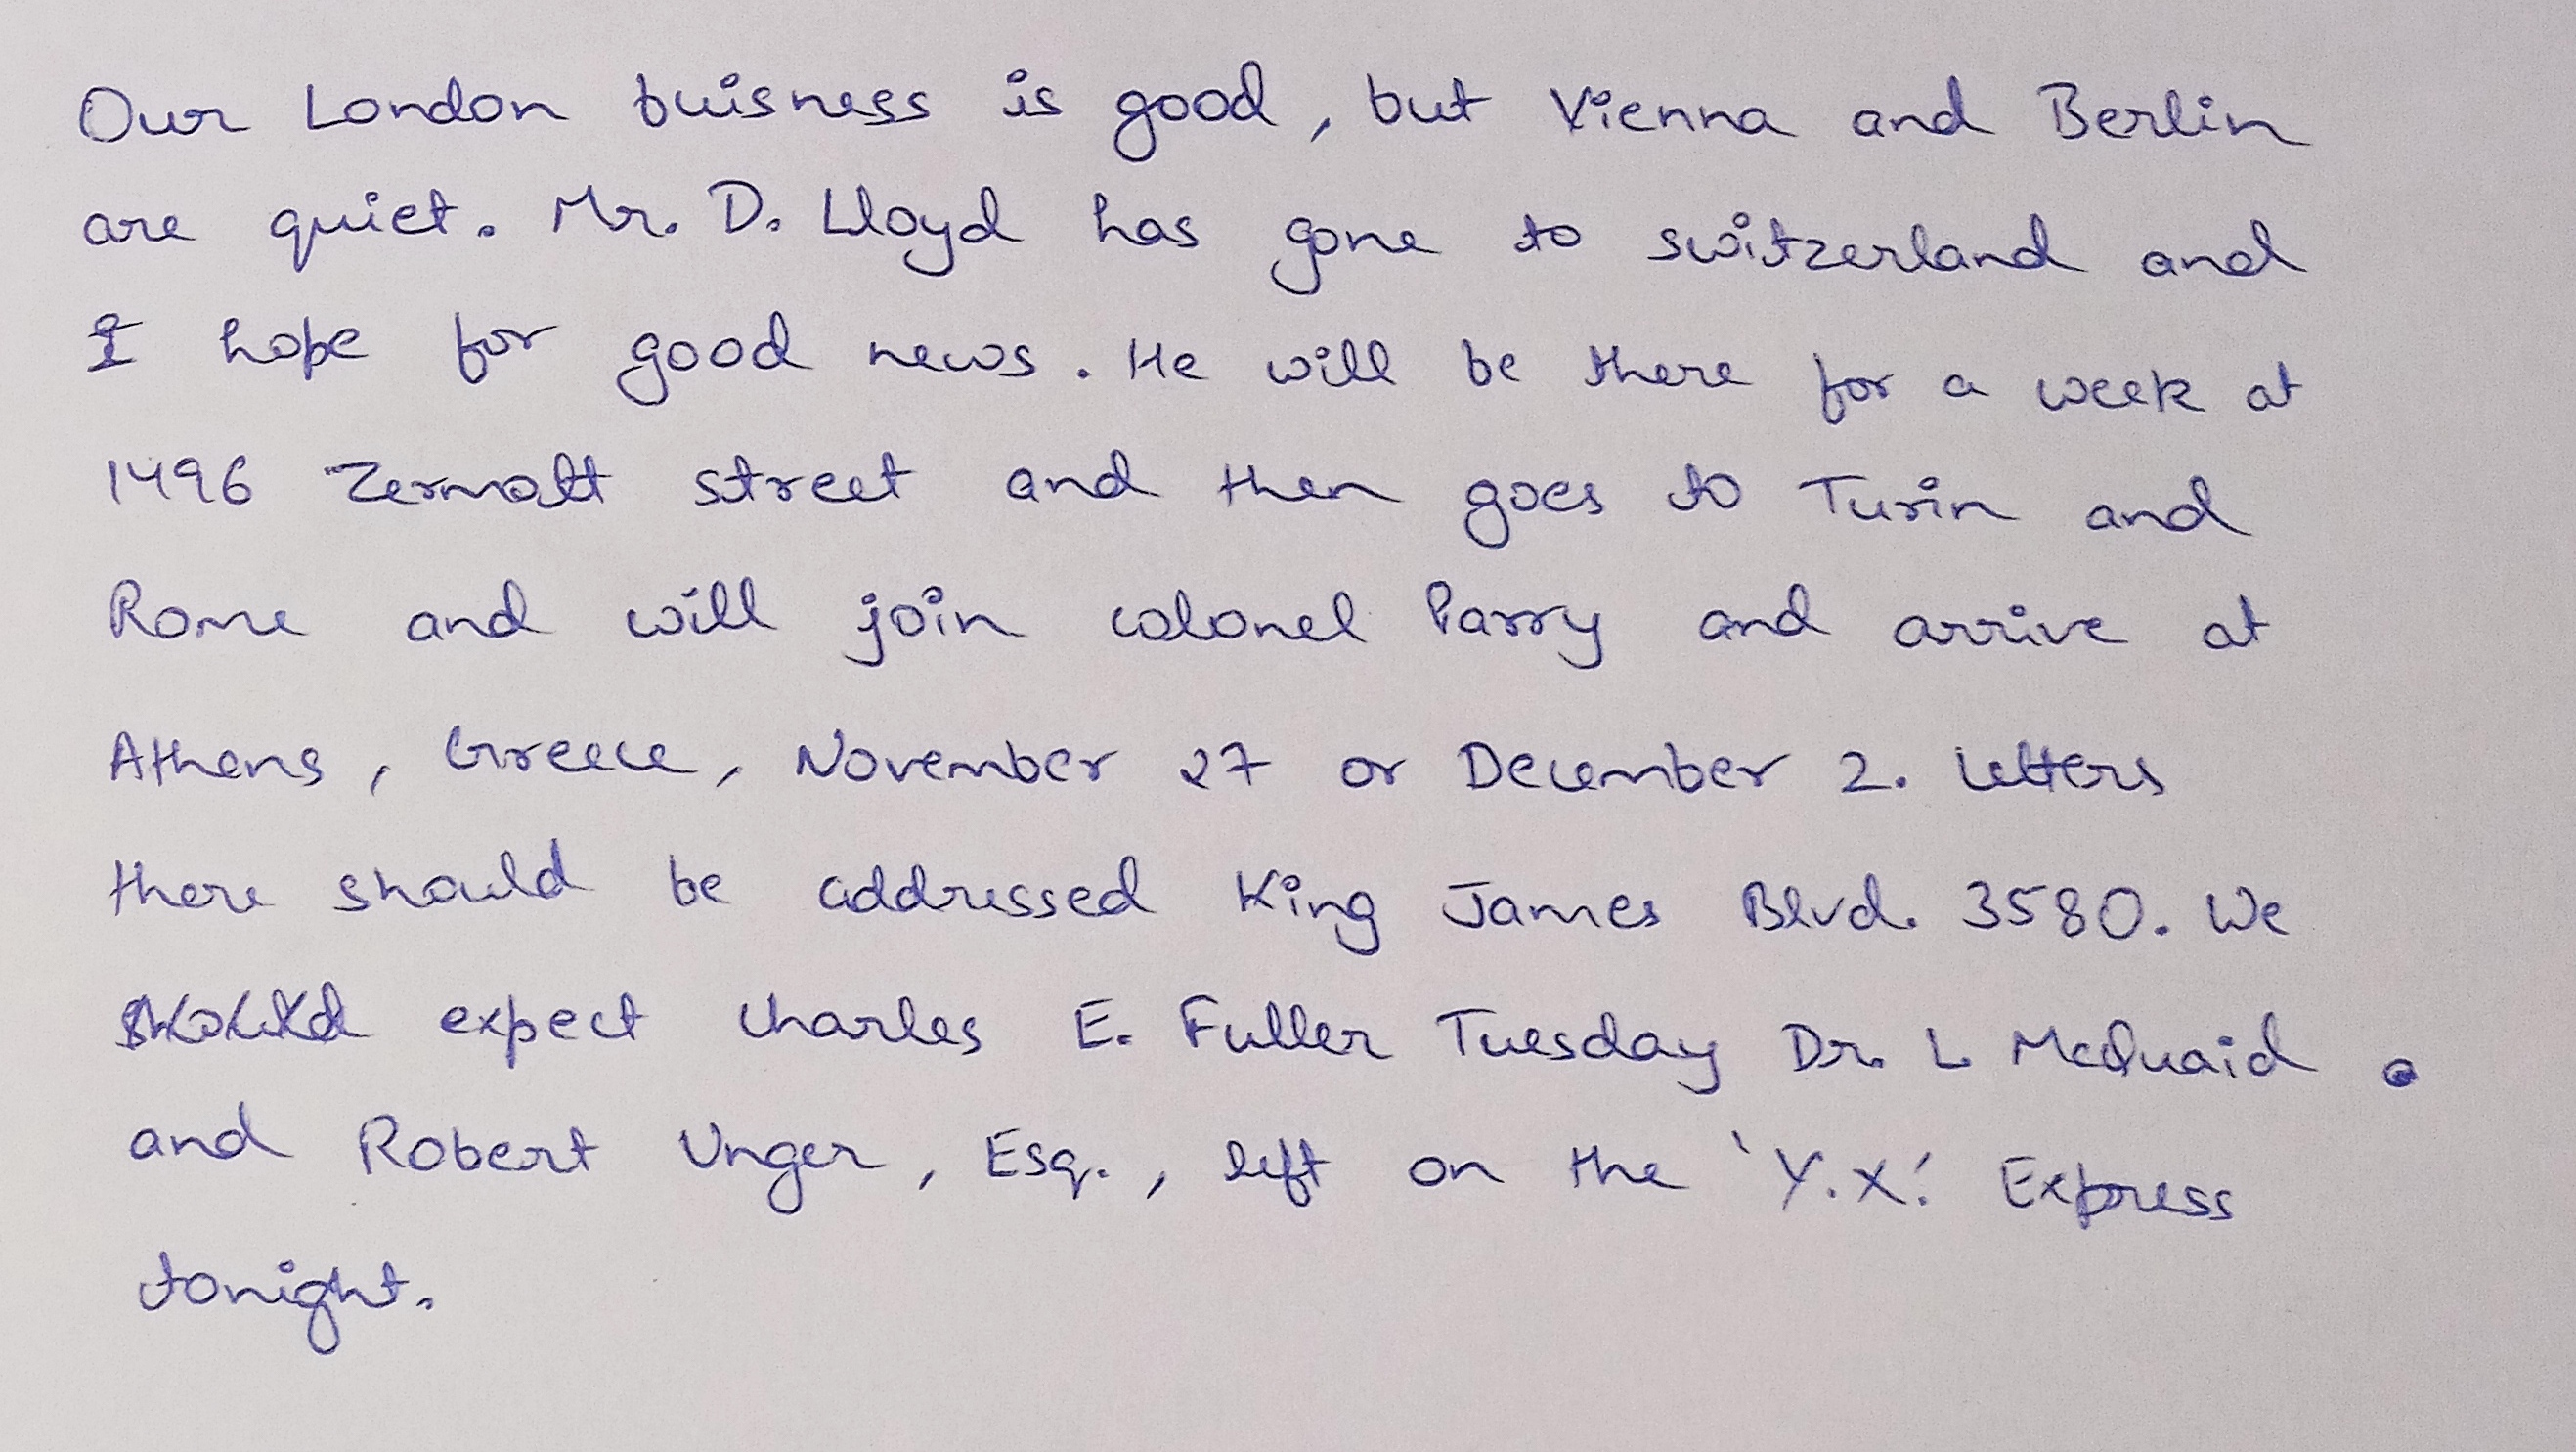 Our London buisness is good, but Vienna and Berlin
are quiet. Mr. D. Lloyd has gone to switzerland and
I hope for good news. He will be there for a week at
1496 Zermatt street and then goes to Turin and
Rome and will join colonel Parry and arrive at
Athens, Greece, November 27 or December 2. Letters
there should be addressed King James Blvd. 3580. We
should expect Charles E. Fuller Tuesday Dr. L McQuaid .
and Robert Unger, Esq., left on the 'Y.X.' Express
tonight.